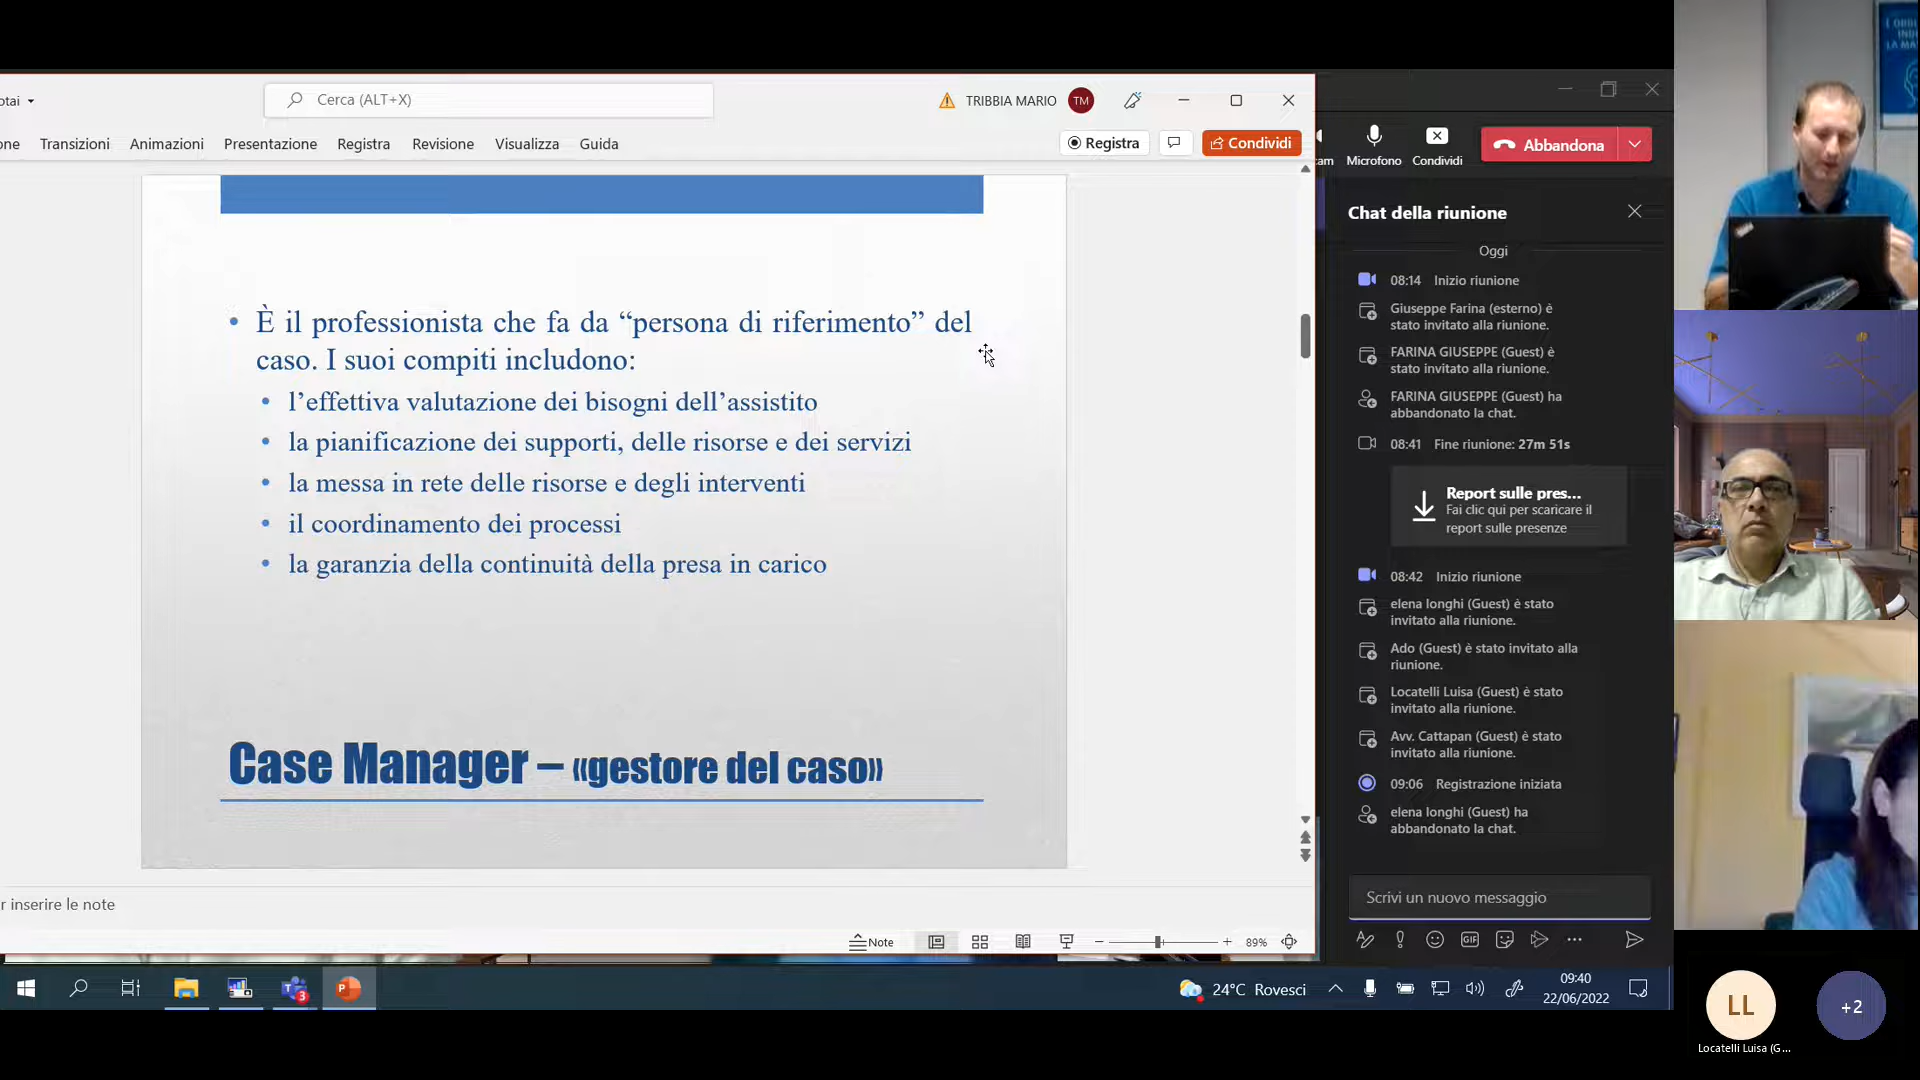 otai
Cerca (ALT+X)
TRIBBIA MARIO
TM
one
Transizioni
Animazioni
Presentazione
Registra
Revisione
Visualizza
Guida
Registra
Condividi
• È il professionista che fa da “persona di riferimento” del
caso. I suoi compiti includono:
• l’effettiva valutazione dei bisogni dell’assistito
• la pianificazione dei supporti, delle risorse e dei servizi
• la messa in rete delle risorse e degli interventi
• il coordinamento dei processi
• la garanzia della continuità della presa in carico
Case Manager – «gestore del caso»
r inserire le note
Note
89%
am
Microfono
Condividi
Abbandona
Chat della riunione
Oggi
08:14 Inizio riunione
Giuseppe Farina (esterno) è
stato invitato alla riunione.
FARINA GIUSEPPE (Guest) è
stato invitato alla riunione.
FARINA GIUSEPPE (Guest) ha
abbandonato la chat.
08:41 Fine riunione: 27m 51s
Report sulle pres...
Fai clic qui per scaricare il
report sulle presenze
08:42 Inizio riunione
elena longhi (Guest) è stato
invitato alla riunione.
Ado (Guest) è stato invitato alla
riunione.
Locatelli Luisa (Guest) è stato
invitato alla riunione.
Avv. Cattapan (Guest) è stato
invitato alla riunione.
09:06 Registrazione iniziata
elena longhi (Guest) ha
abbandonato la chat.
Scrivi un nuovo messaggio
GIF
3
24°C Rovesci
09:40
22/06/2022
LL
+2
Locatelli Luisa (G...